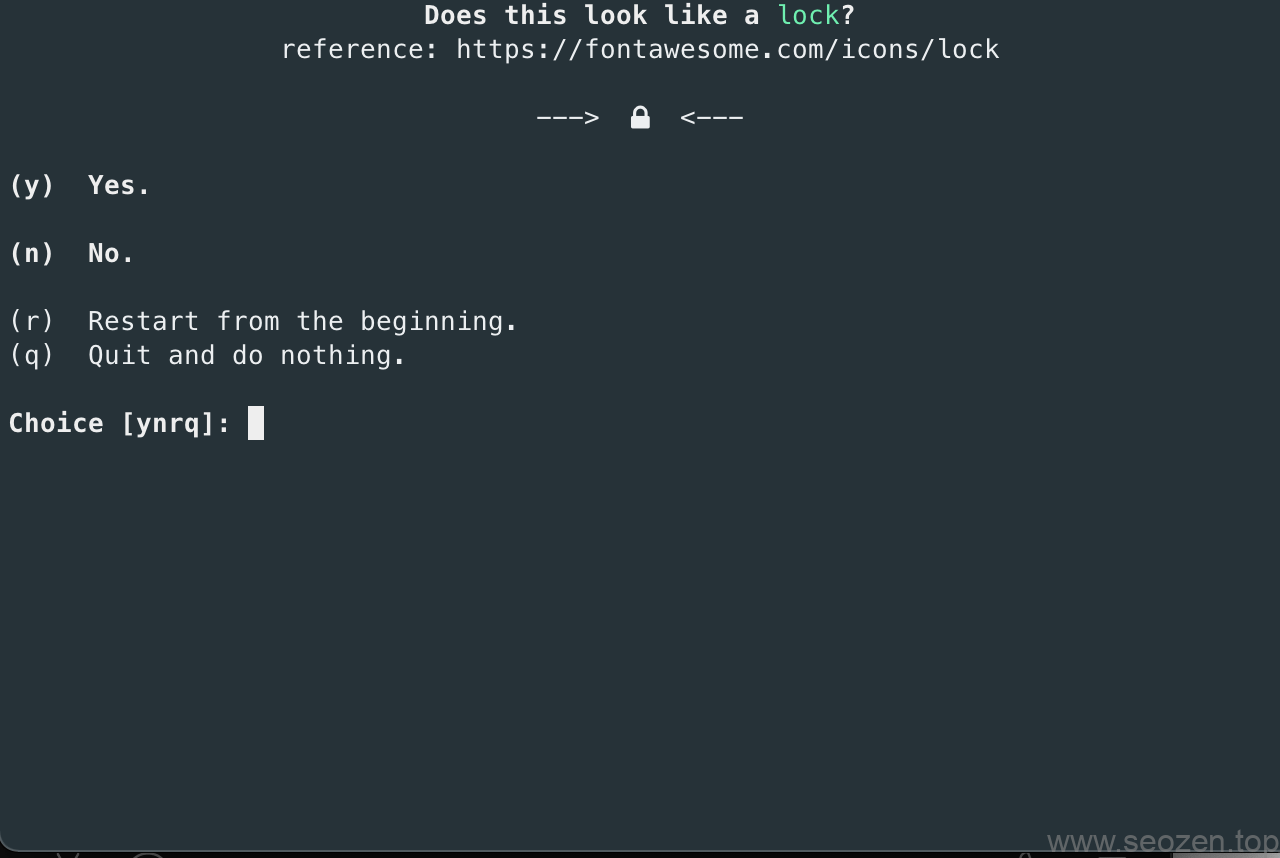 Does this look like a lock?
reference: https://fontawesome.com/icons/lock
---> 🔒 <---
(y) Yes.
(n) No.
(r) Restart from the beginning.
(q) Quit and do nothing.
Choice [ynrq]:
www.seozen.top